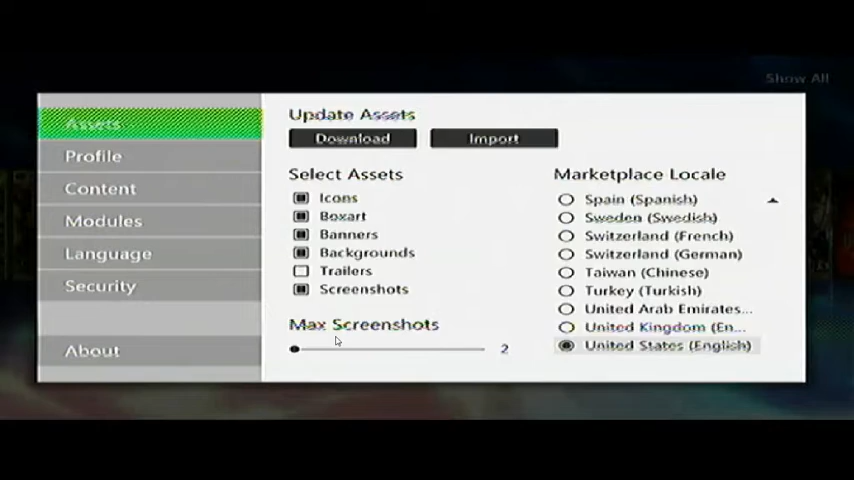 Show All
Assets
Profile
Content
Modules
Language
Security
About
Update Assets
Download
Import
Select Assets
Icons
Boxart
Banners
Backgrounds
Trailers
Screenshots
Max Screenshots
2
Marketplace Locale
Spain (Spanish)
Sweden (Swedish)
Switzerland (French)
Switzerland (German)
Taiwan (Chinese)
Turkey (Turkish)
United Arab Emirates...
United Kingdom (En...
United States (English)